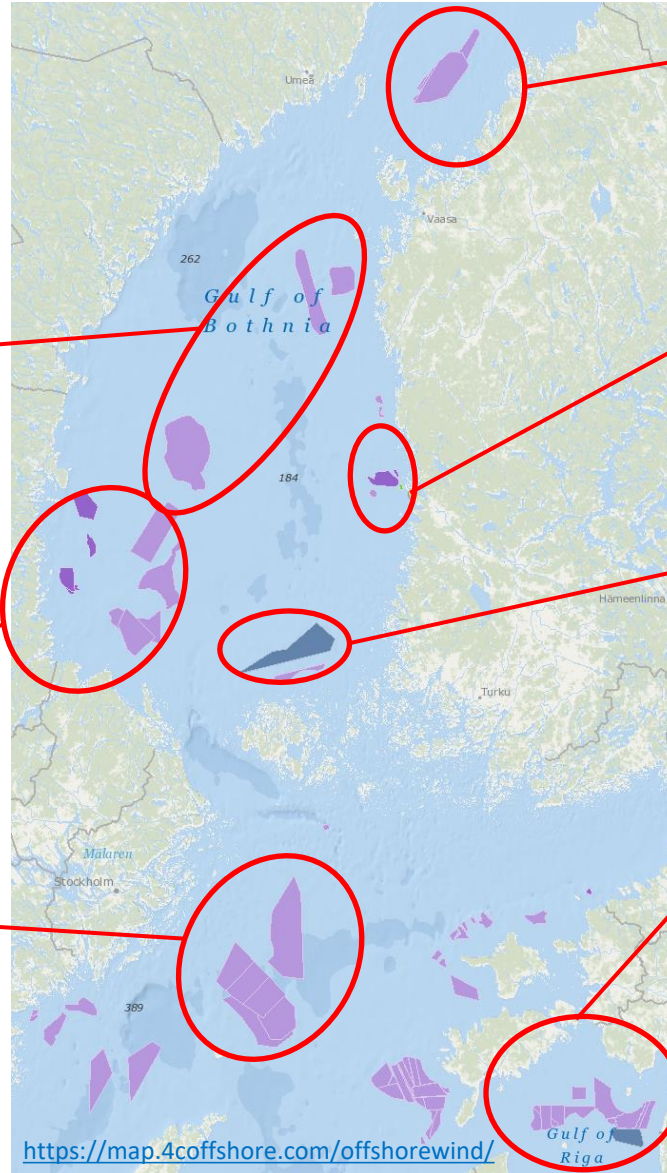 Umeå
Vaasa
262
Gulf of
Bothnia
184
Hämeenlinna
Turku
Mälaren
Stockholm
389
Gulf of
Riga
https://map.4coffshore.com/offshorewind/